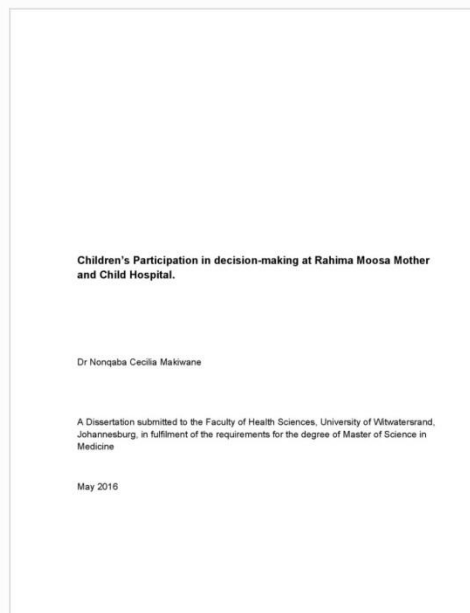 Children's Participation in decision-making at Rahima Moosa Mother
and Child Hospital.
Dr Nonqaba Cecilia Makiwane
A Dissertation submitted to the Faculty of Health Sciences, University of Witwatersrand,
Johannesburg, in fulfilment of the requirements for the degree of Master of Science in
Medicine
May 2016